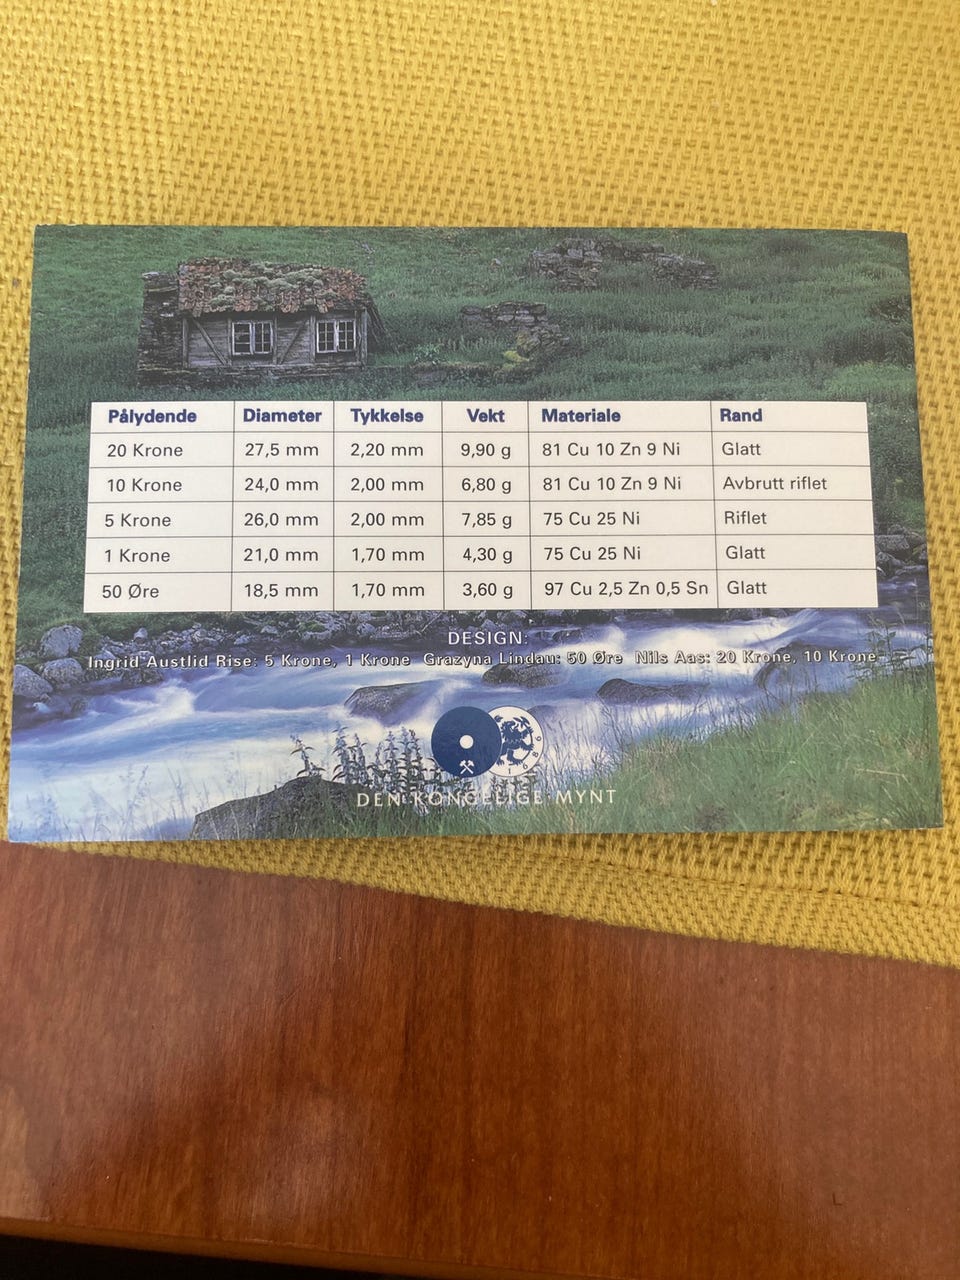 Pålydende Diameter Tykkelse Vekt Materiale Rand
20 Krone 27,5 mm 2,20 mm 9,90 g 81 Cu 10 Zn 9 Ni Glatt
10 Krone 24,0 mm 2,00 mm 6,80 g 81 Cu 10 Zn 9 Ni Avbrutt riflet
5 Krone 26,0 mm 2,00 mm 7,85 g 75 Cu 25 Ni Riflet
1 Krone 21,0 mm 1,70 mm 4,30 g 75 Cu 25 Ni Glatt
50 Øre 18,5 mm 1,70 mm 3,60 g 97 Cu 2,5 Zn 0,5 Sn Glatt
DESIGN:
Ingrid Austlid Rise: 5 Krone, 1 Krone Grazyna Lindau: 50 Øre Nils Aas: 20 Krone, 10 Krone
1686
DEN KONGELIGE MYNT